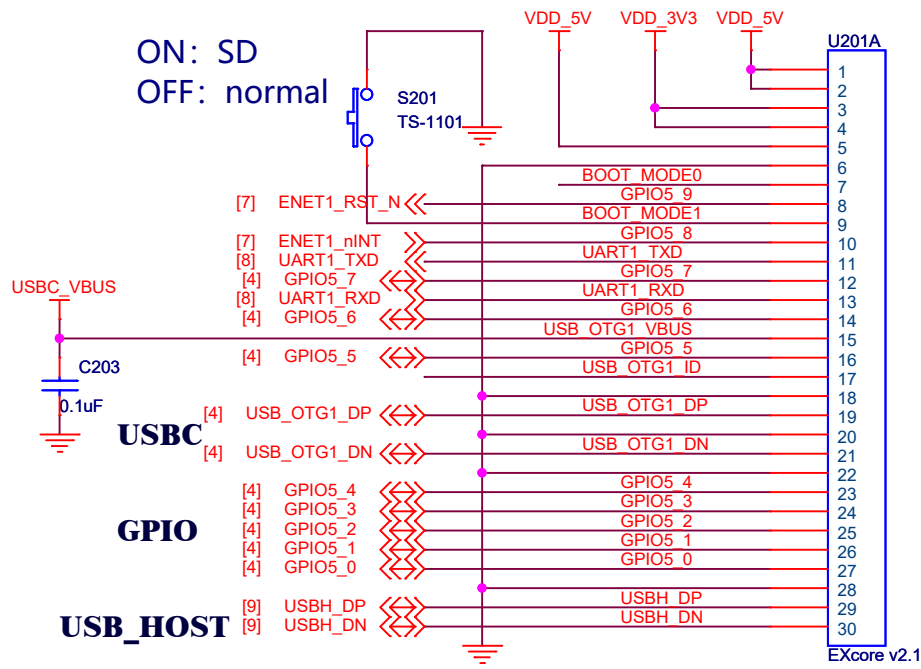 VDD_5V VDD_3V3 VDD_5V
U201A
ON: SD
OFF: normal
S201
TS-1101
1
2
3
4
5
6
BOOT_MODE0 7
[7] ENET1_RST_N GPIO5_9 8
BOOT_MODE1 9
[7] ENET1_nINT GPIO5_8 10
[8] UART1_TXD UART1_TXD 11
[4] GPIO5_7 GPIO5_7 12
[8] UART1_RXD UART1_RXD 13
[4] GPIO5_6 GPIO5_6 14
USBC_VBUS
USB_OTG1_VBUS 15
[4] GPIO5_5 GPIO5_5 16
USB_OTG1_ID 17
C203
0.1uF
18
[4] USB_OTG1_DP USB_OTG1_DP 19
USBC
20
[4] USB_OTG1_DN USB_OTG1_DN 21
22
[4] GPIO5_4 GPIO5_4 23
[4] GPIO5_3 GPIO5_3 24
GPIO
[4] GPIO5_2 GPIO5_2 25
[4] GPIO5_1 GPIO5_1 26
[4] GPIO5_0 GPIO5_0 27
28
[9] USBH_DP USBH_DP 29
USB_HOST
[9] USBH_DN USBH_DN 30
EXcore v2.1